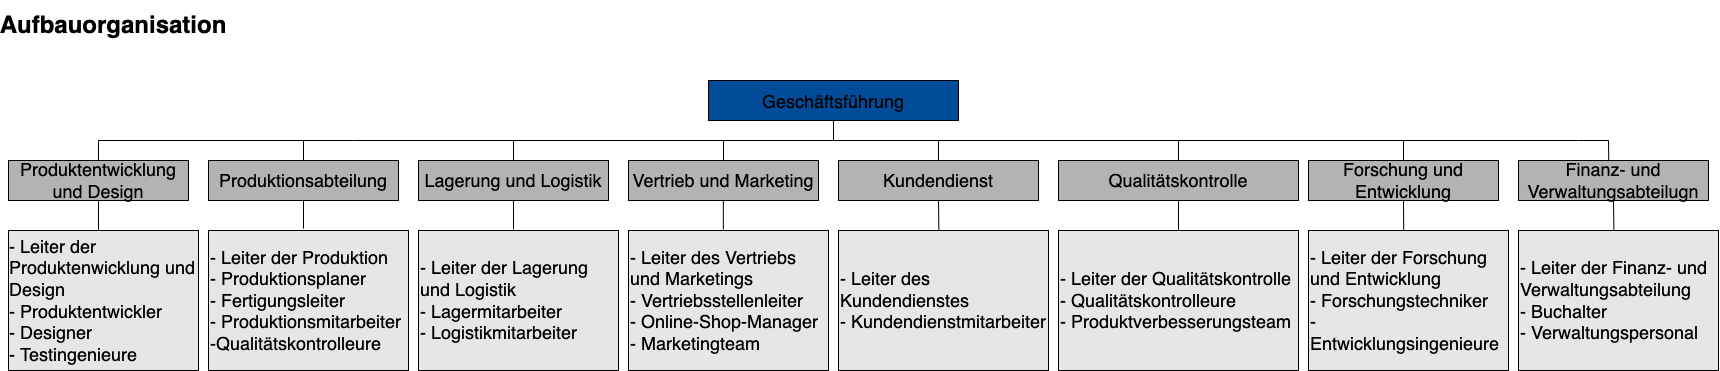 Aufbauorganisation
Geschäftsführung
Produktentwicklung
und Design
Produktionsabteilung
Lagerung und Logistik
Vertrieb und Marketing
Kundendienst
Qualitätskontrolle
Forschung und
Entwicklung
Finanz- und
Verwaltungsabteilugn
- Leiter der
Produktenwicklung und
Design
- Produktentwickler
- Designer
- Testingenieure
- Leiter der Produktion
- Produktionsplaner
- Fertigungsleiter
- Produktionsmitarbeiter
-Qualitätskontrolleure
- Leiter der Lagerung
und Logistik
- Lagermitarbeiter
- Logistikmitarbeiter
- Leiter des Vertriebs
und Marketings
- Vertriebsstellenleiter
- Online-Shop-Manager
- Marketingteam
- Leiter des
Kundendienstes
- Kundendienstmitarbeiter
- Leiter der Qualitätskontrolle
- Qualitätskontrolleure
- Produktverbesserungsteam
- Leiter der Forschung
und Entwicklung
- Forschungstechniker
-
Entwicklungsingenieure
- Leiter der Finanz- und
Verwaltungsabteilung
- Buchalter
- Verwaltungspersonal